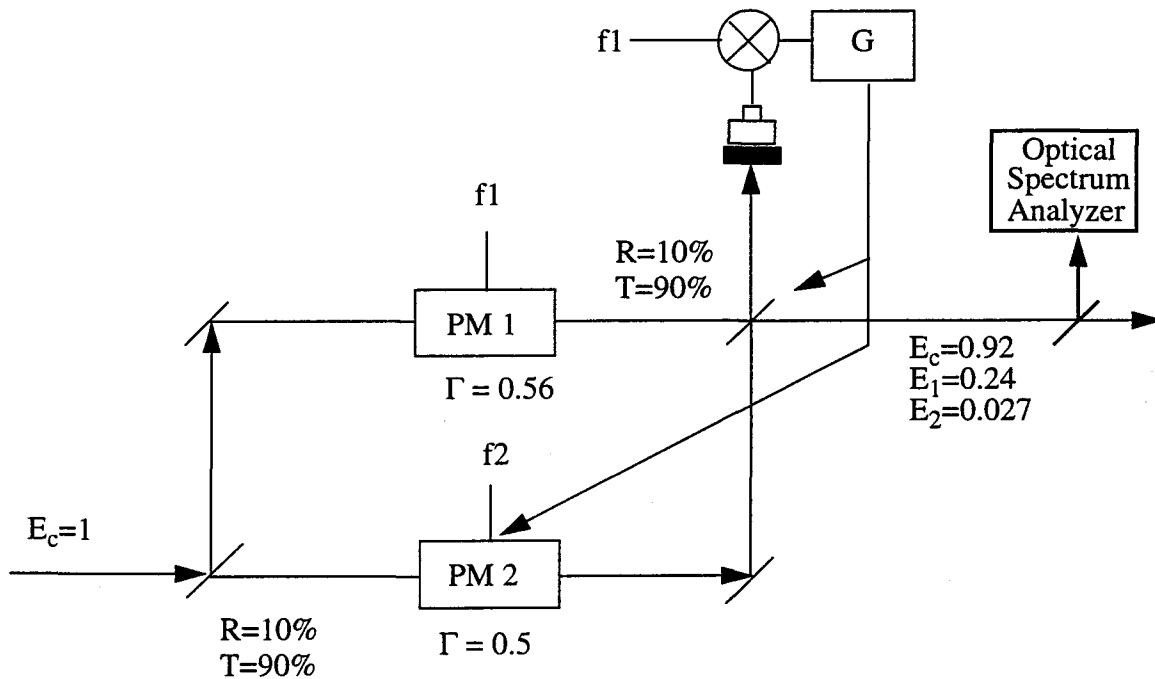 f1
G
Optical
Spectrum
Analyzer
f1
R=10%
T=90%
PM 1
Γ = 0.56
E_c=0.92
E_1=0.24
E_2=0.027
f2
E_c=1
PM 2
R=10%
T=90%
Γ = 0.5